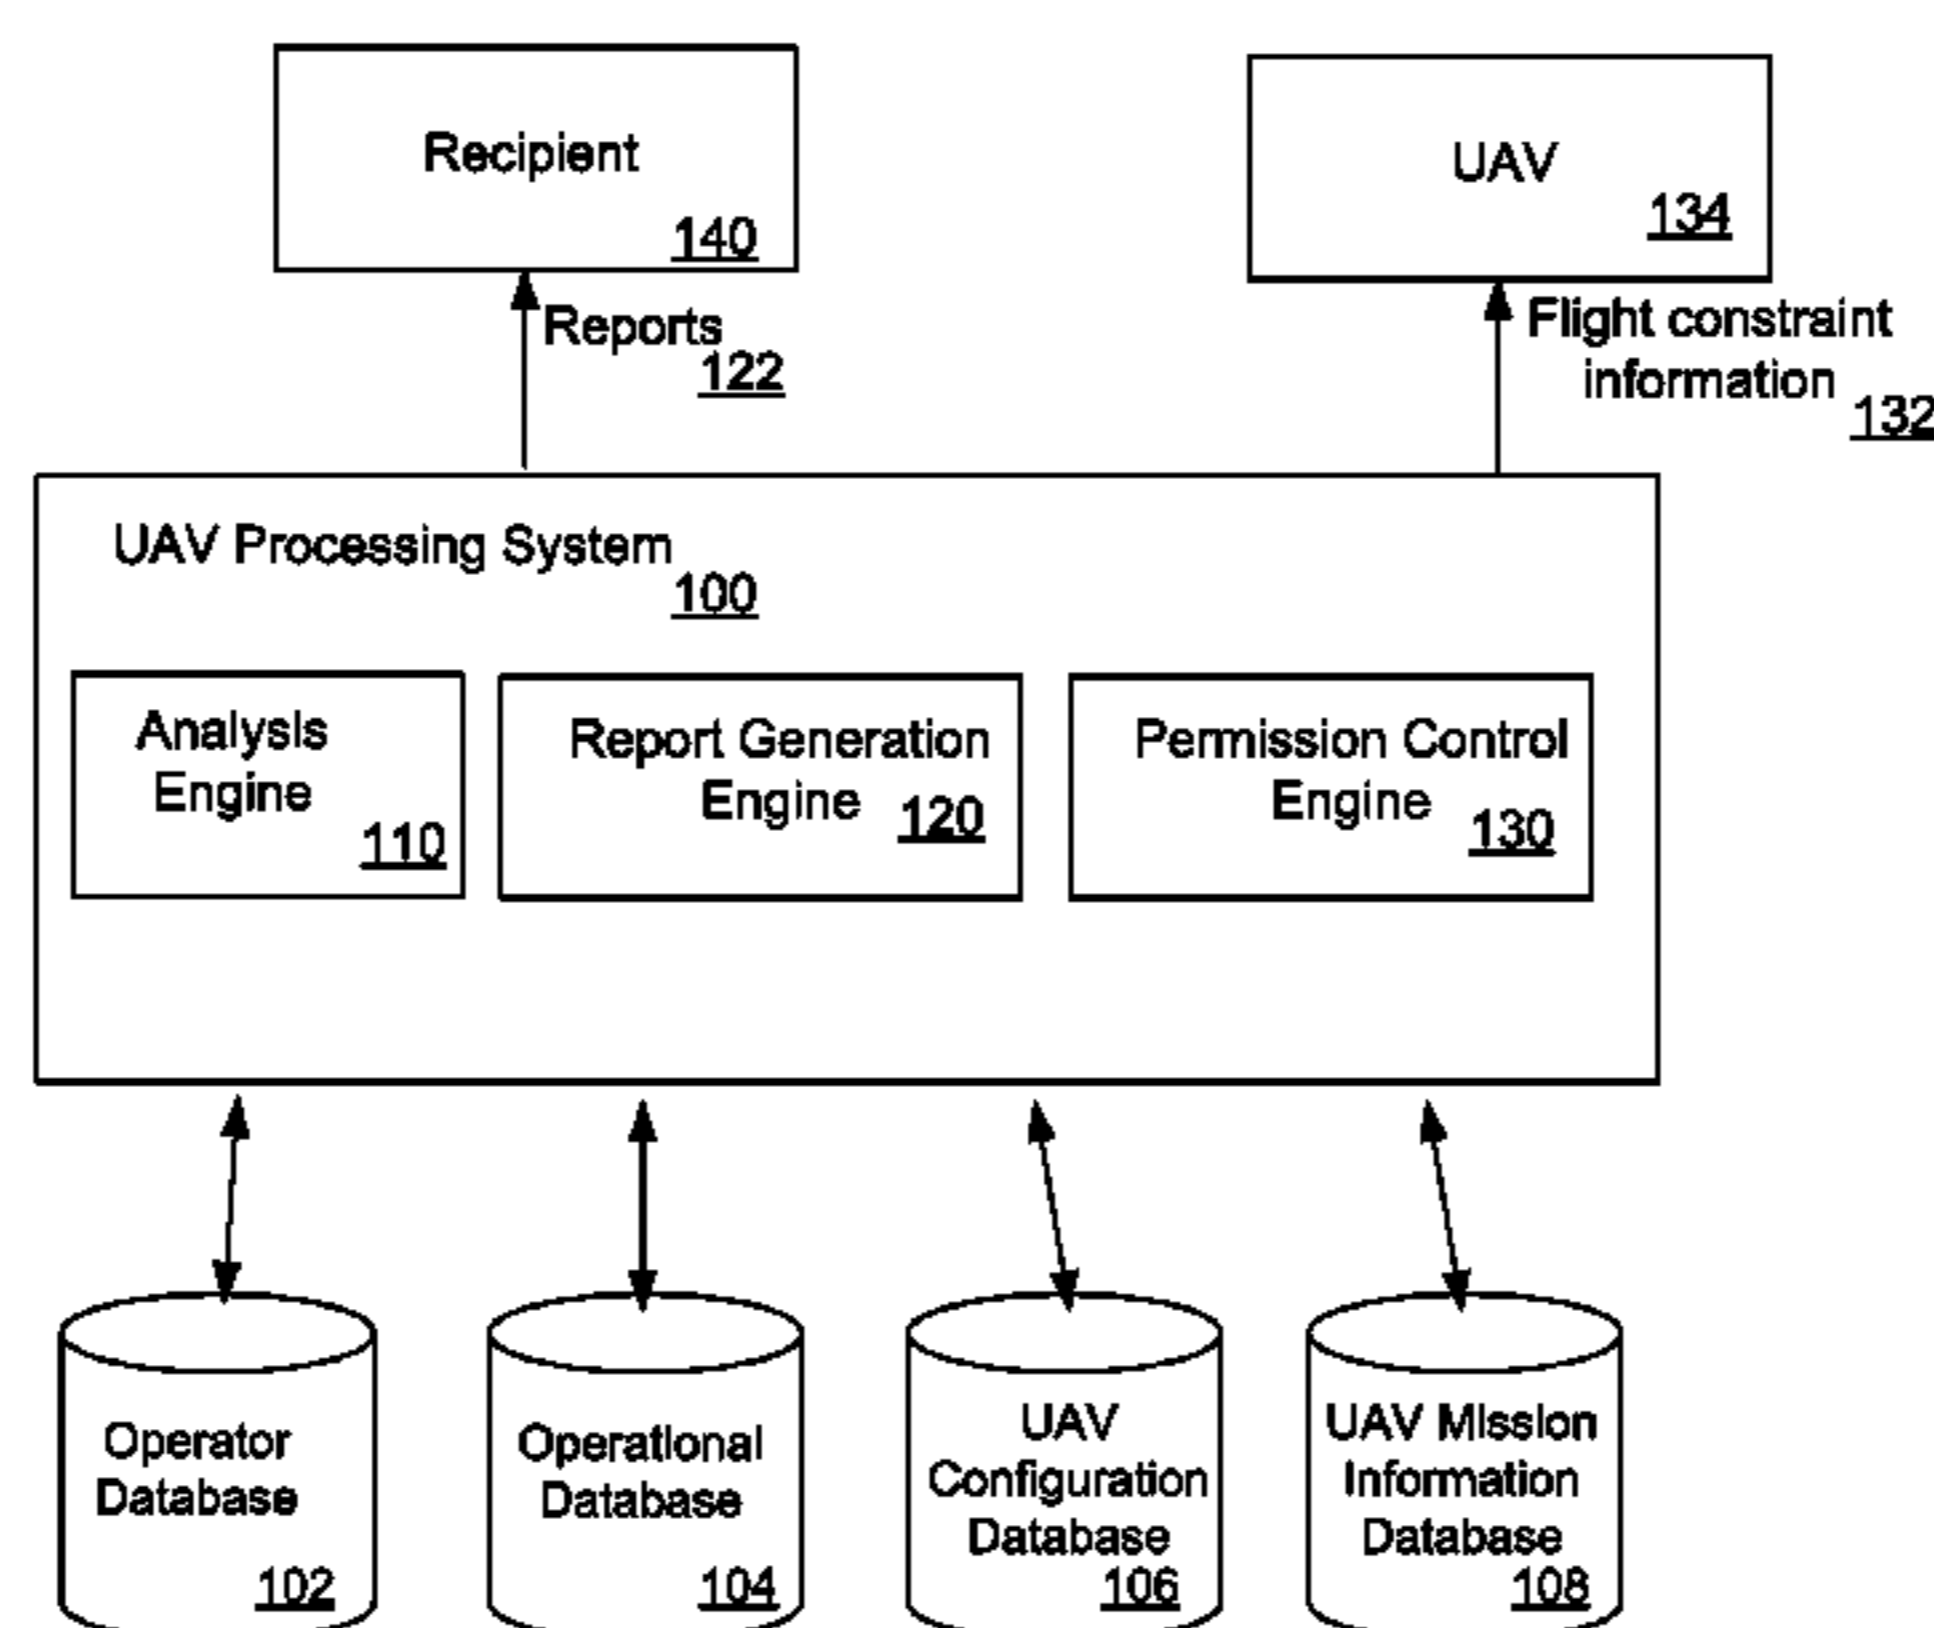 Recipient
140
UAV
134
Reports
122
Flight constraint
information
132
UAV Processing System
100
Analysis
Engine
110
Report Generation
Engine
120
Permission Control
Engine
130
Operator
Database
102
Operational
Database
104
UAV
Configuration
Database
106
UAV Mission
Information
Database
108